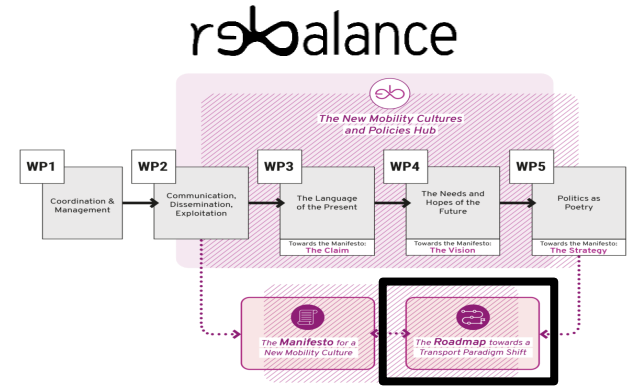 rebalance
The New Mobility Cultures
and Policies Hub
WP1
WP2
WP3
WP4
WP5
Coordination &
Management
Communication,
Dissemination,
Exploitation
The Language
of the Present
The Needs and
Hopes of the
Future
Politics as
Poetry
Towards the Manifesto:
The Claim
Towards the Manifesto:
The Vision
Towards the Manifesto:
The Strategy
The Manifesto for a
New Mobility Culture
The Roadmap towards a
Transport Paradigm Shift